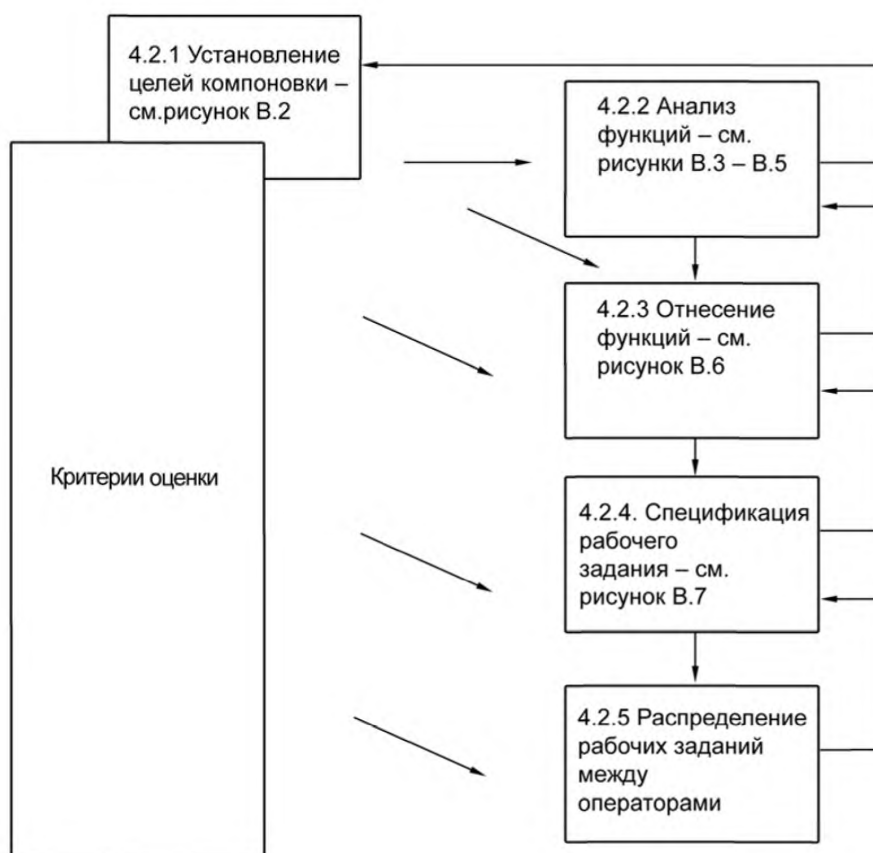 4.2.1 Установление
целей компоновки –
см.рисунок В.2
4.2.2 Анализ
функций – см.
рисунки В.3 – В.5
4.2.3 Отнесение
функций – см.
рисунок В.6
Критерии оценки
4.2.4. Спецификация
рабочего
задания – см.
рисунок В.7
4.2.5 Распределение
рабочих заданий
между
операторами